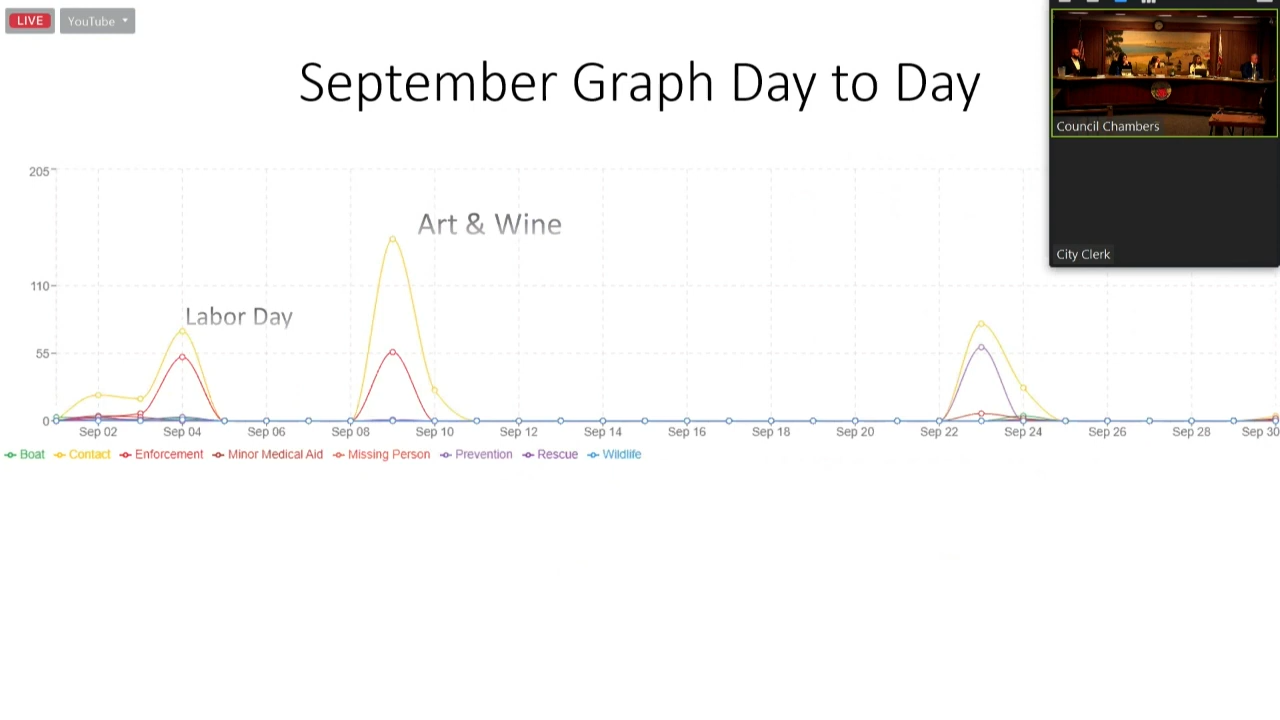 LIVE
YouTube
September Graph Day to Day
Council Chambers
City Clerk
205
110
55
0
Art & Wine
Labor Day
Sep 02 Sep 04 Sep 06 Sep 08 Sep 10 Sep 12 Sep 14 Sep 16 Sep 18 Sep 20 Sep 22 Sep 24 Sep 26 Sep 28 Sep 30
Boat Contact Enforcement Minor Medical Aid Missing Person Prevention Rescue Wildlife